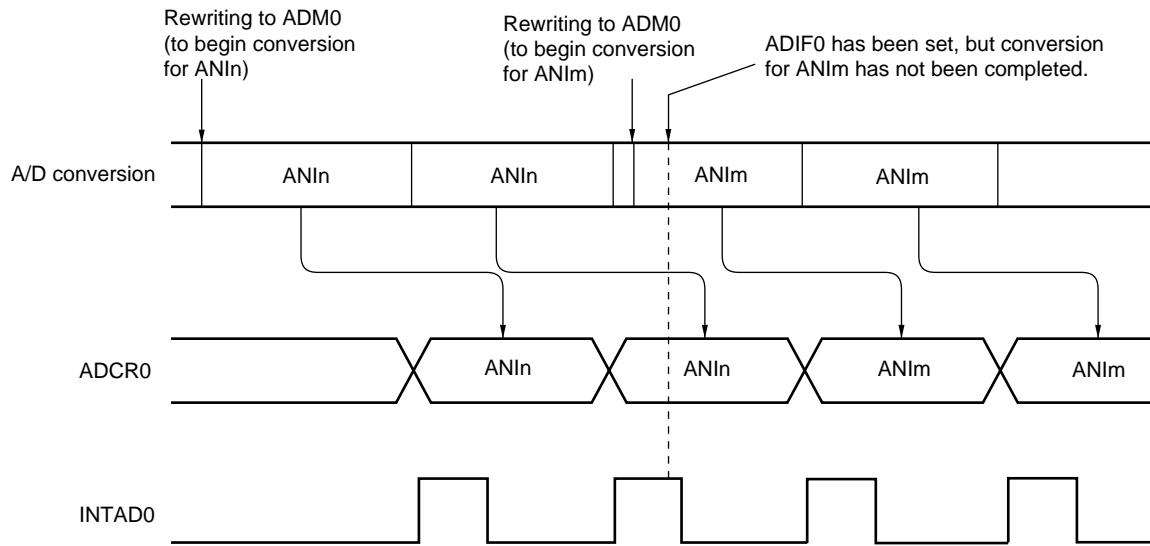 Rewriting to ADM0
(to begin conversion
for ANIn)
Rewriting to ADM0
(to begin conversion
for ANIm)
ADIF0 has been set, but conversion
for ANIm has not been completed.
A/D conversion
ANIn
ANIn
ANIm
ANIm
ADCR0
ANIn
ANIn
ANIm
ANIm
INTAD0